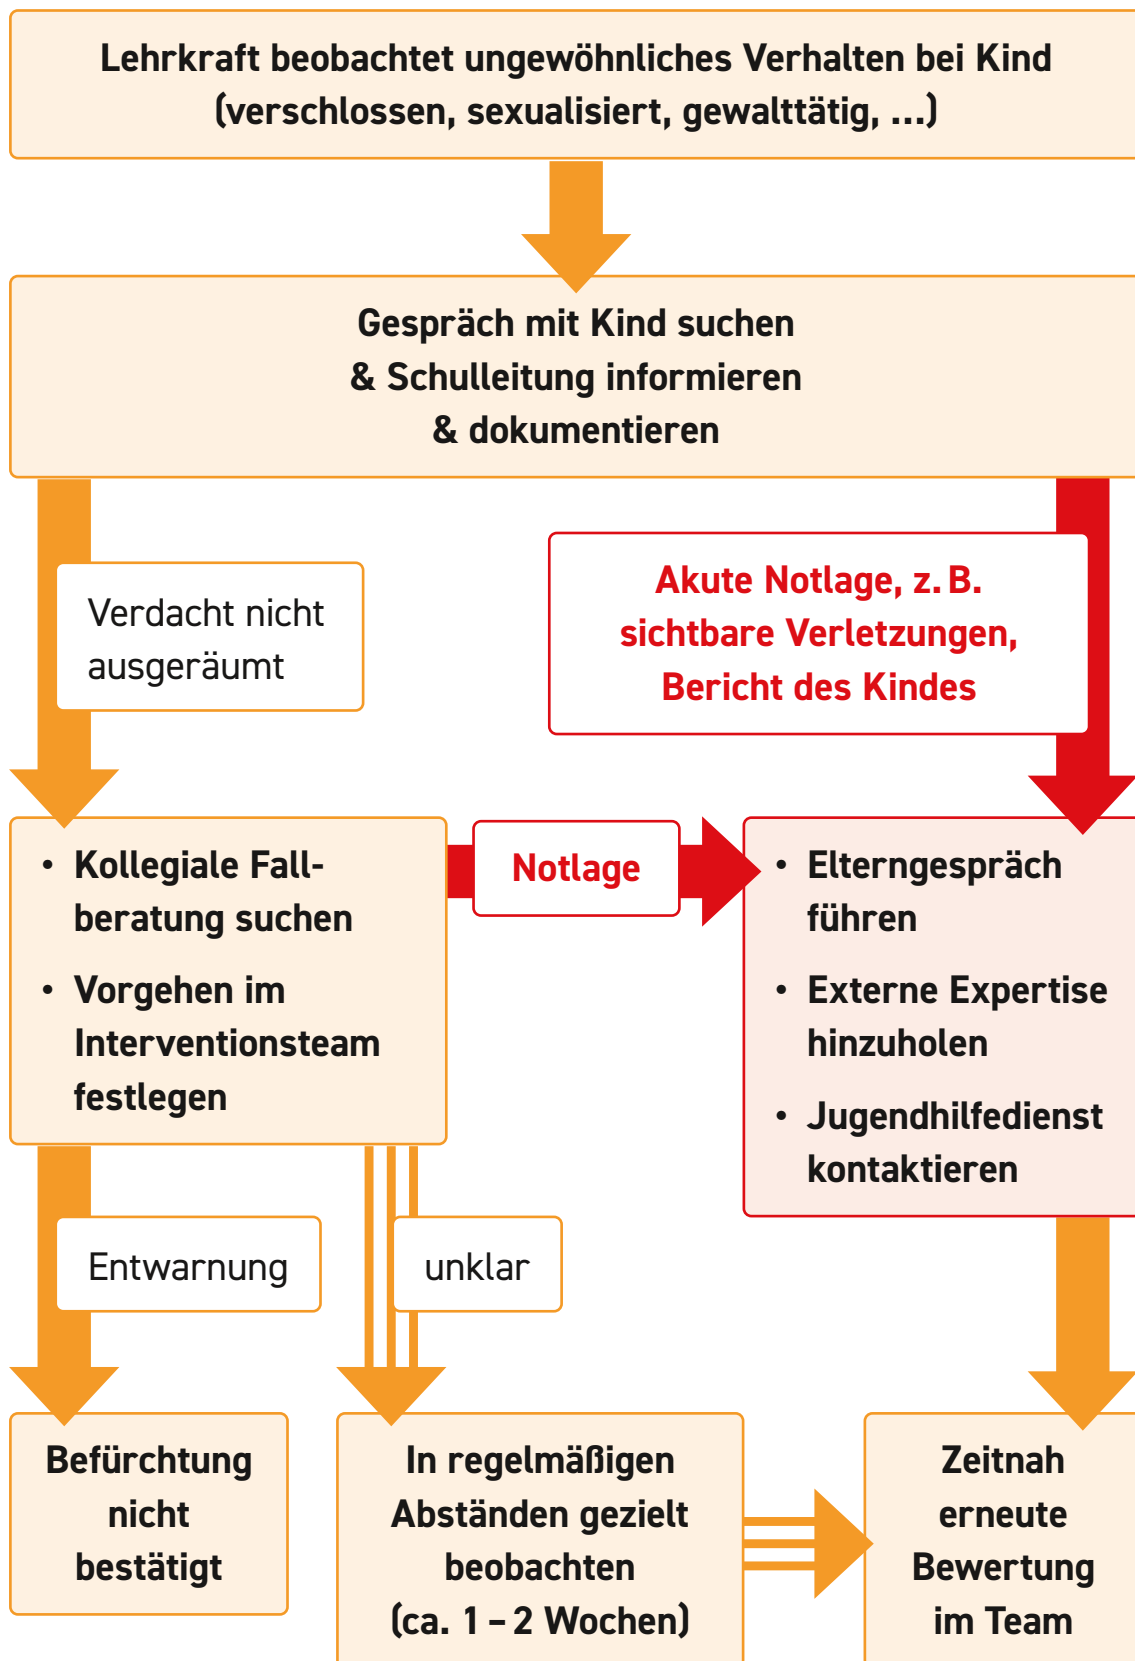 Lehrkraft beobachtet ungewöhnliches Verhalten bei Kind
(verschlossen, sexualisiert, gewalttätig, …)
Gespräch mit Kind suchen
& Schulleitung informieren
& dokumentieren
Verdacht nicht
ausgeräumt
Akute Notlage, z. B.
sichtbare Verletzungen,
Bericht des Kindes
• Kollegiale Fall-
beratung suchen
• Vorgehen im
Interventionsteam
festlegen
Notlage
• Elterngespräch
führen
• Externe Expertise
hinzuholen
• Jugendhilfedienst
kontaktieren
Entwarnung
unklar
Befürchtung
nicht
bestätigt
In regelmäßigen
Abständen gezielt
beobachten
(ca. 1 – 2 Wochen)
Zeitnah
erneute
Bewertung
im Team